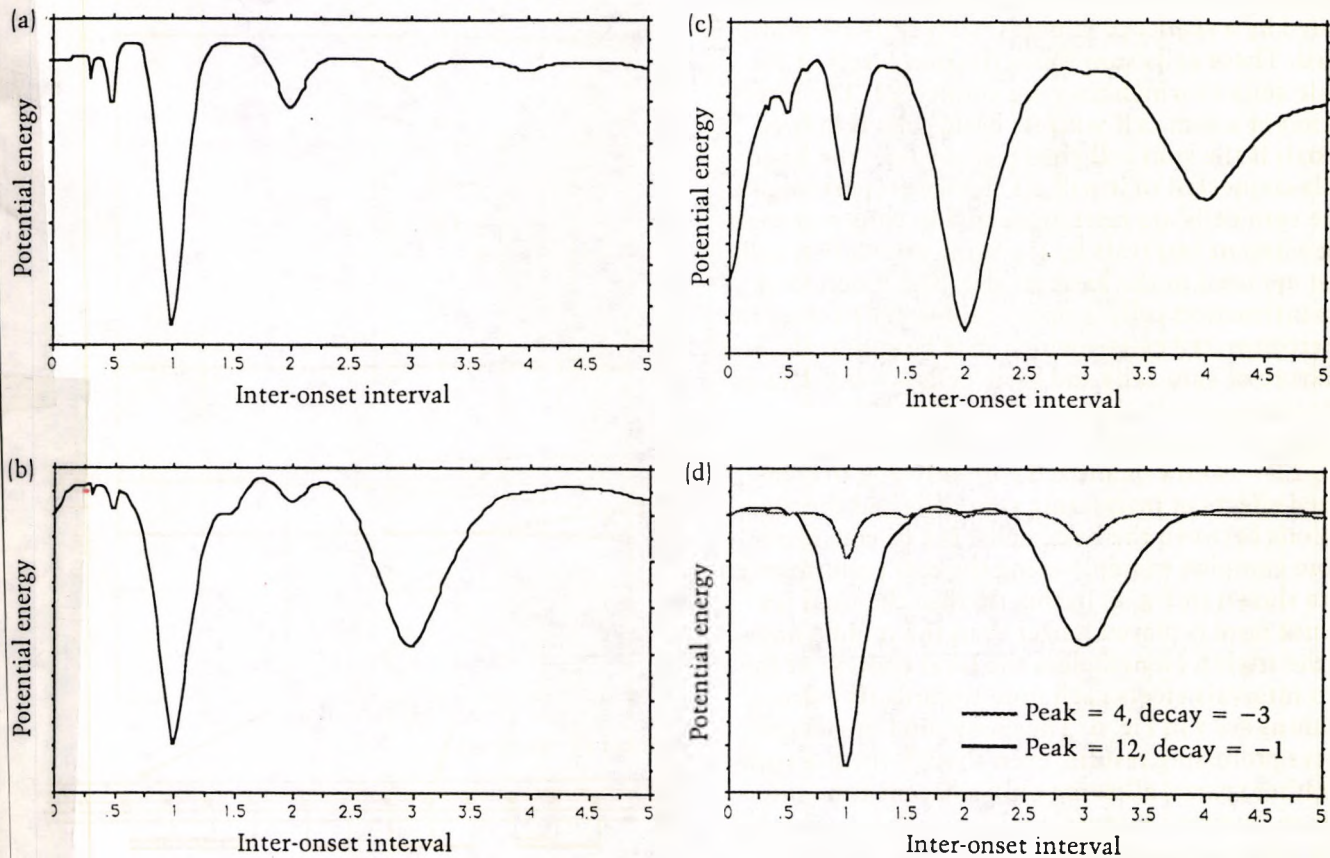 (a)
Potential energy
0 .5 1 1.5 2 2.5 3 3.5 4 4.5 5
Inter-onset interval
(c)
Potential energy
0 .5 1 1.5 2 2.5 3 3.5 4 4.5 5
Inter-onset interval
(b)
Potential energy
0 .5 1 1.5 2 2.5 3 3.5 4 4.5 5
Inter-onset interval
(d)
Potential energy
Peak = 4, decay = −3
Peak = 12, decay = −1
0 .5 1 1.5 2 2.5 3 3.5 4 4.5 5
Inter-onset interval